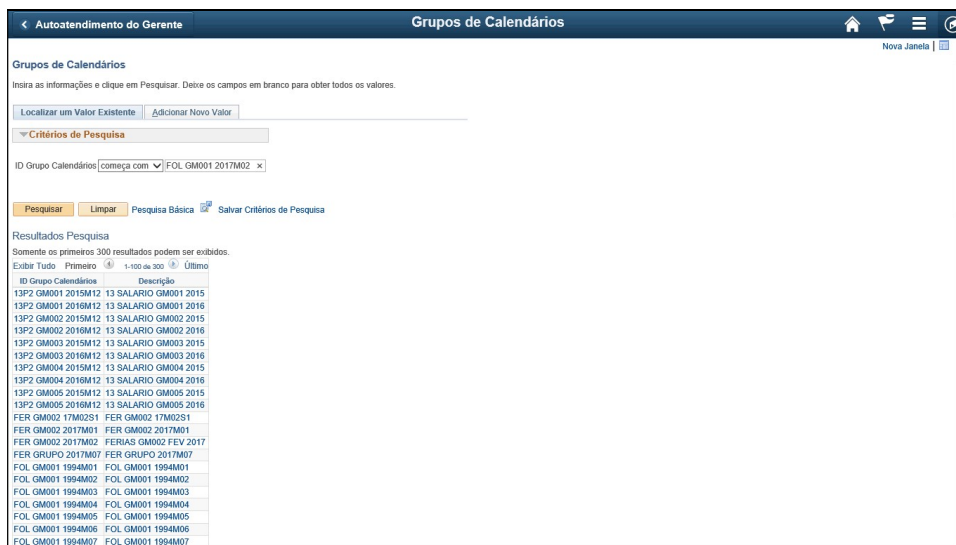 Autoatendimento do Gerente
Grupos de Calendários
Nova Janela |
Grupos de Calendários
Insira as informações e clique em Pesquisar. Deixe os campos em branco para obter todos os valores.
Localizar um Valor Existente Adicionar Novo Valor
Critérios de Pesquisa
ID Grupo Calendários começa com FOL GM001 2017M02 ×
Pesquisar Limpar Pesquisa Básica Salvar Critérios de Pesquisa
Resultados Pesquisa
Somente os primeiros 300 resultados podem ser exibidos.
Exibir Tudo Primeiro 1-100 de 300 Último
ID Grupo Calendários Descrição
13P2 GM001 2015M12 13 SALARIO GM001 2015
13P2 GM001 2016M12 13 SALARIO GM001 2016
13P2 GM002 2015M12 13 SALARIO GM002 2015
13P2 GM002 2016M12 13 SALARIO GM002 2016
13P2 GM003 2015M12 13 SALARIO GM003 2015
13P2 GM003 2016M12 13 SALARIO GM003 2016
13P2 GM004 2015M12 13 SALARIO GM004 2015
13P2 GM004 2016M12 13 SALARIO GM004 2016
13P2 GM005 2015M12 13 SALARIO GM005 2015
13P2 GM005 2016M12 13 SALARIO GM005 2016
FER GM002 17M02S1 FER GM002 17M02S1
FER GM002 2017M01 FER GM002 2017M01
FER GM002 2017M02 FERIAS GM002 FEV 2017
FER GRUPO 2017M07 FER GRUPO 2017M07
FOL GM001 1994M01 FOL GM001 1994M01
FOL GM001 1994M02 FOL GM001 1994M02
FOL GM001 1994M03 FOL GM001 1994M03
FOL GM001 1994M04 FOL GM001 1994M04
FOL GM001 1994M05 FOL GM001 1994M05
FOL GM001 1994M06 FOL GM001 1994M06
FOL GM001 1994M07 FOL GM001 1994M07